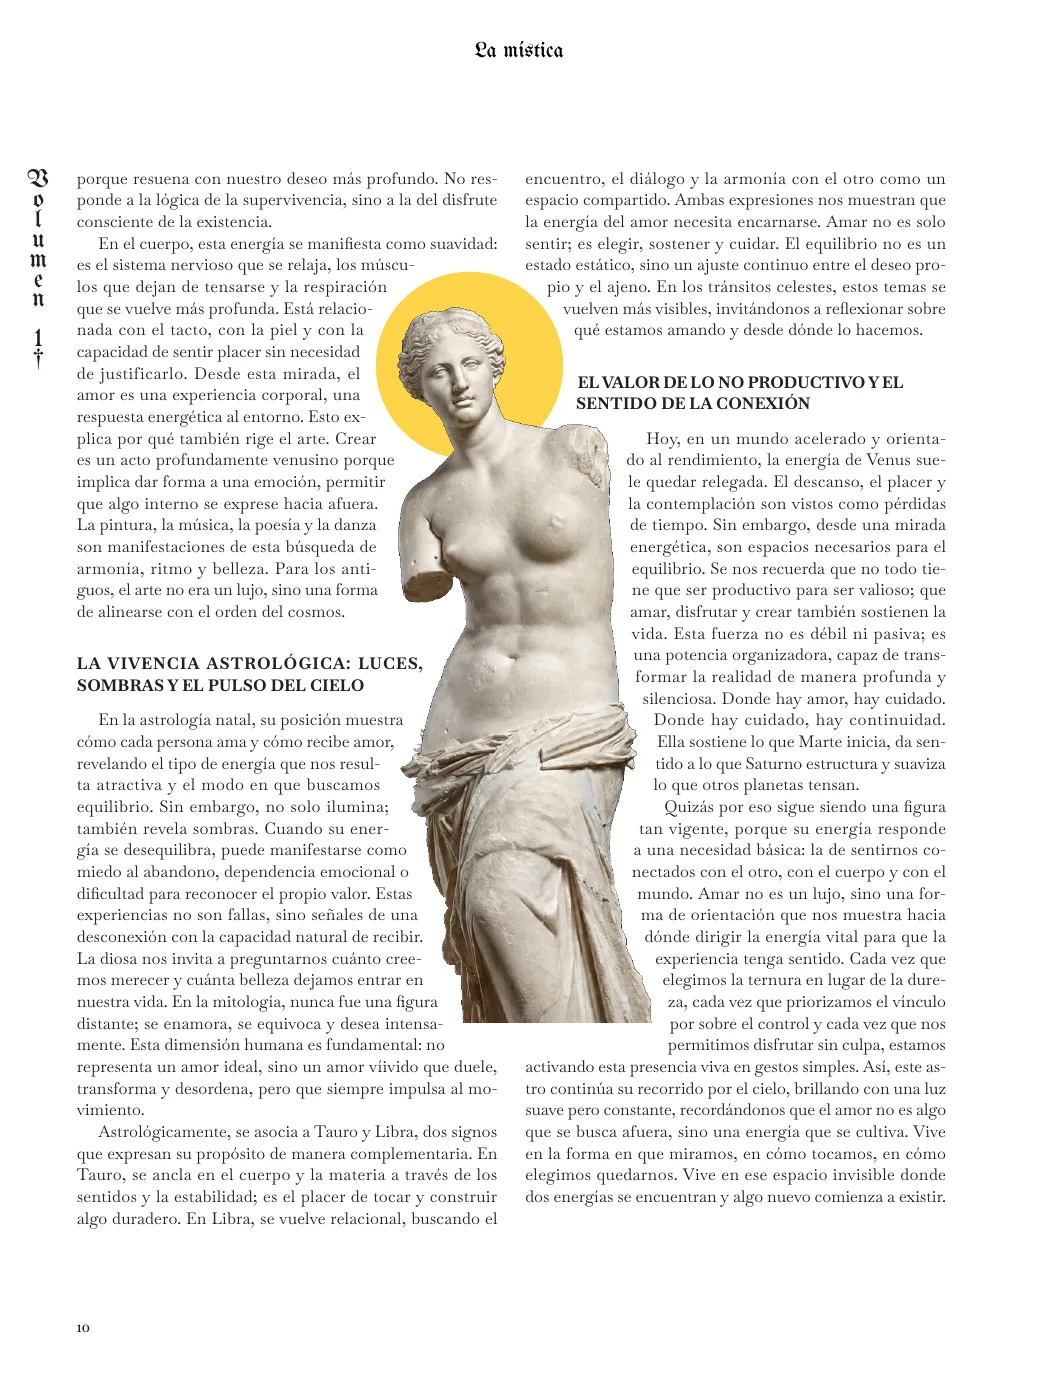 La mística
Volumen 1†
porque resuena con nuestro deseo más profundo. No res-
ponde a la lógica de la supervivencia, sino a la del disfrute
consciente de la existencia.
En el cuerpo, esta energía se manifiesta como suavidad:
es el sistema nervioso que se relaja, los múscu-
los que dejan de tensarse y la respiración
que se vuelve más profunda. Está relacio-
nada con el tacto, con la piel y con la
capacidad de sentir placer sin necesidad
de justificarlo. Desde esta mirada, el
amor es una experiencia corporal, una
respuesta energética al entorno. Esto ex-
plica por qué también rige el arte. Crear
es un acto profundamente venusino porque
implica dar forma a una emoción, permitir
que algo interno se exprese hacia afuera.
La pintura, la música, la poesía y la danza
son manifestaciones de esta búsqueda de
armonía, ritmo y belleza. Para los anti-
guos, el arte no era un lujo, sino una forma
de alinearse con el orden del cosmos.
LA VIVENCIA ASTROLÓGICA: LUCES,
SOMBRAS Y EL PULSO DEL CIELO
En la astrología natal, su posición muestra
cómo cada persona ama y cómo recibe amor,
revelando el tipo de energía que nos resul-
ta atractiva y el modo en que buscamos
equilibrio. Sin embargo, no solo ilumina;
también revela sombras. Cuando su ener-
gía se desequilibra, puede manifestarse como
miedo al abandono, dependencia emocional o
dificultad para reconocer el propio valor. Estas
experiencias no son fallas, sino señales de una
desconexión con la capacidad natural de recibir.
La diosa nos invita a preguntarnos cuánto cree-
mos merecer y cuánta belleza dejamos entrar en
nuestra vida. En la mitología, nunca fue una figura
distante; se enamora, se equivoca y desea intensa-
mente. Esta dimensión humana es fundamental: no
representa un amor ideal, sino un amor víivido que duele,
transforma y desordena, pero que siempre impulsa al mo-
vimiento.
Astrológicamente, se asocia a Tauro y Libra, dos signos
que expresan su propósito de manera complementaria. En
Tauro, se ancla en el cuerpo y la materia a través de los
sentidos y la estabilidad; es el placer de tocar y construir
algo duradero. En Libra, se vuelve relacional, buscando el
encuentro, el diálogo y la armonía con el otro como un
espacio compartido. Ambas expresiones nos muestran que
la energía del amor necesita encarnarse. Amar no es solo
sentir; es elegir, sostener y cuidar. El equilibrio no es un
estado estático, sino un ajuste continuo entre el deseo pro-
pio y el ajeno. En los tránsitos celestes, estos temas se
vuelven más visibles, invitándonos a reflexionar sobre
qué estamos amando y desde dónde lo hacemos.
EL VALOR DE LO NO PRODUCTIVO Y EL
SENTIDO DE LA CONEXIÓN
Hoy, en un mundo acelerado y orienta-
do al rendimiento, la energía de Venus sue-
le quedar relegada. El descanso, el placer y
la contemplación son vistos como pérdidas
de tiempo. Sin embargo, desde una mirada
energética, son espacios necesarios para el
equilibrio. Se nos recuerda que no todo tie-
ne que ser productivo para ser valioso; que
amar, disfrutar y crear también sostienen la
vida. Esta fuerza no es débil ni pasiva; es
una potencia organizadora, capaz de trans-
formar la realidad de manera profunda y
silenciosa. Donde hay amor, hay cuidado.
Donde hay cuidado, hay continuidad.
Ella sostiene lo que Marte inicia, da sen-
tido a lo que Saturno estructura y suaviza
lo que otros planetas tensan.
Quizás por eso sigue siendo una figura
tan vigente, porque su energía responde
a una necesidad básica: la de sentirnos co-
nectados con el otro, con el cuerpo y con el
mundo. Amar no es un lujo, sino una for-
ma de orientación que nos muestra hacia
dónde dirigir la energía vital para que la
experiencia tenga sentido. Cada vez que
elegimos la ternura en lugar de la dure-
za, cada vez que priorizamos el vínculo
por sobre el control y cada vez que nos
permitimos disfrutar sin culpa, estamos
activando esta presencia viva en gestos simples. Así, este as-
tro continúa su recorrido por el cielo, brillando con una luz
suave pero constante, recordándonos que el amor no es algo
que se busca afuera, sino una energía que se cultiva. Vive
en la forma en que miramos, en cómo tocamos, en cómo
elegimos quedarnos. Vive en ese espacio invisible donde
dos energías se encuentran y algo nuevo comienza a existir.
10